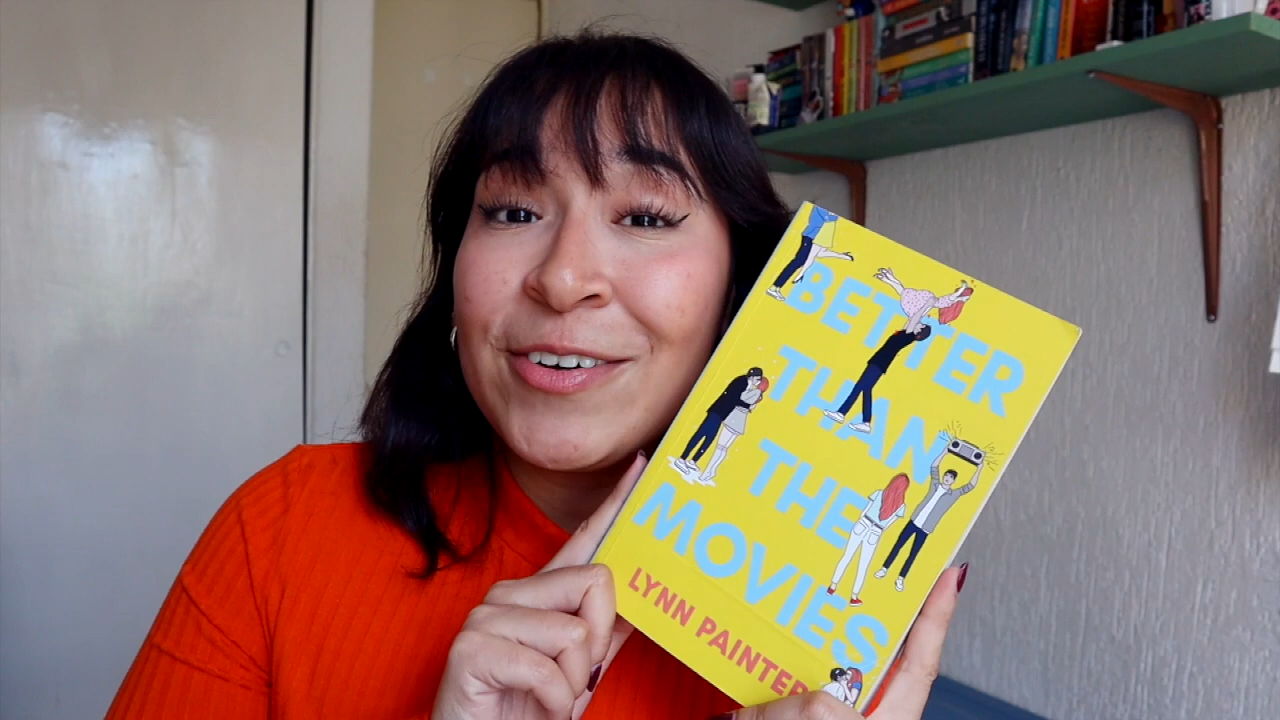 BETTER
THAN
THE
MOVIES
LYNN PAINTER